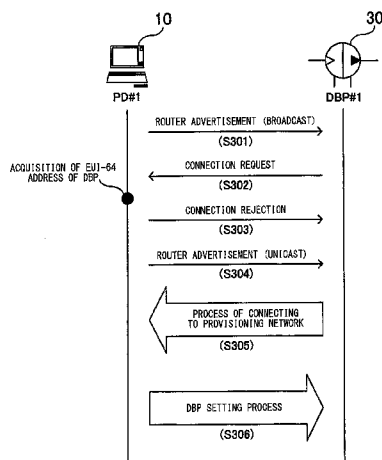 10
30
PD#1
DBP#1
ROUTER ADVERTISEMENT (BROADCAST)
(S301)
CONNECTION REQUEST
(S302)
ACQUISITION OF EUI-64
ADDRESS OF DBP
CONNECTION REJECTION
(S303)
ROUTER ADVERTISEMENT (UNICAST)
(S304)
PROCESS OF CONNECTING
TO PROVISIONING NETWORK
(S305)
DBP SETTING PROCESS
(S306)